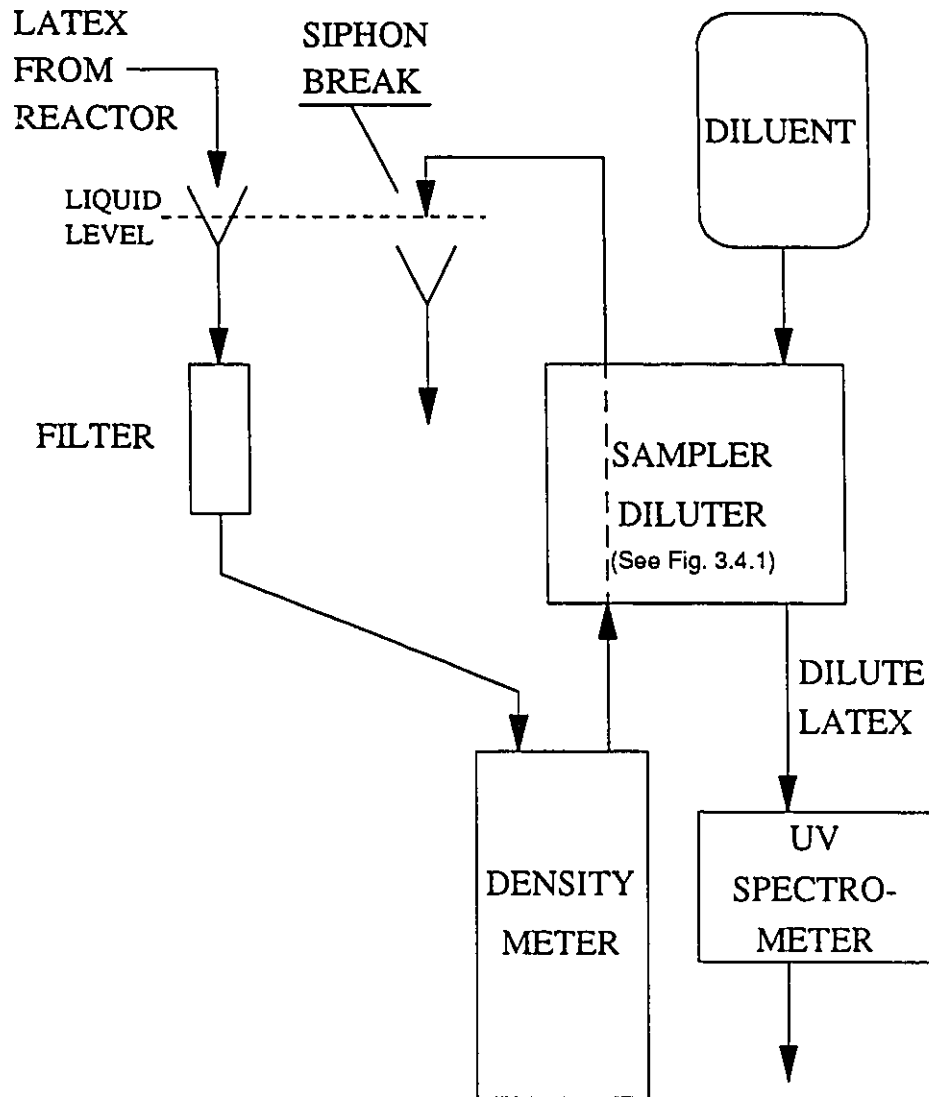 LATEX
FROM
REACTOR
SIPHON
BREAK
DILUENT
LIQUID
LEVEL
FILTER
SAMPLER
DILUTER
(See Fig. 3.4.1)
DILUTE
LATEX
DENSITY
METER
UV
SPECTRO-
METER